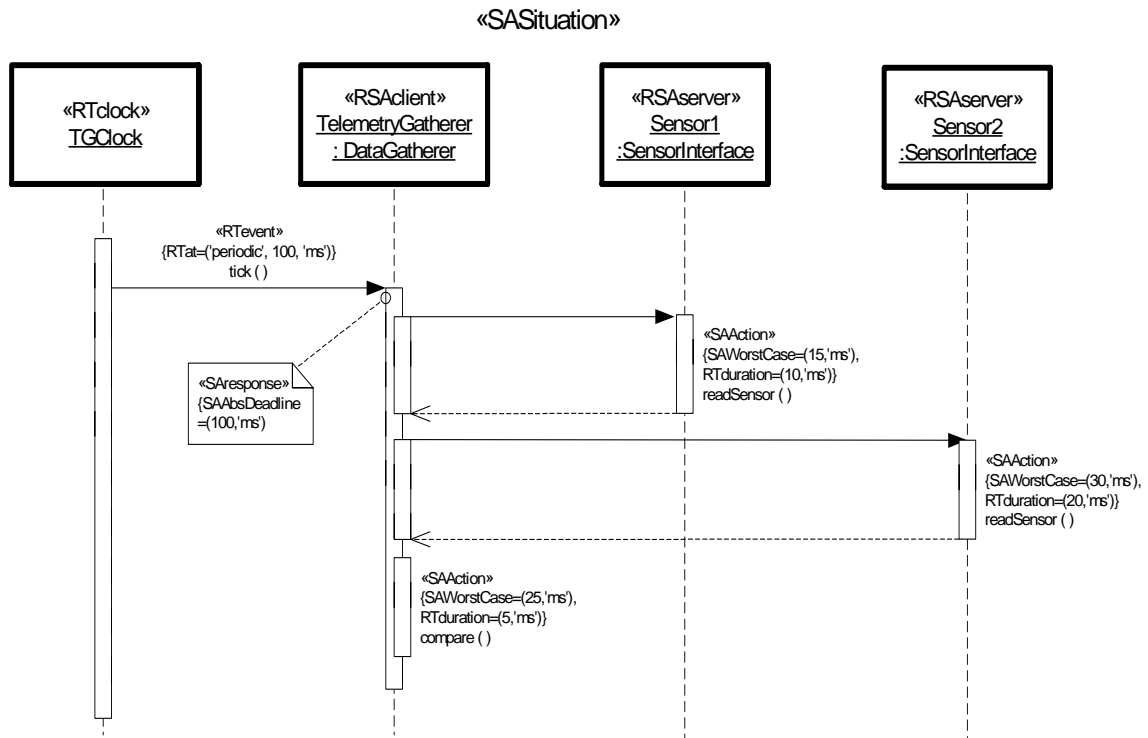 «SASituation»
«RTclock»
TGClock
«RSAclient»
TelemetryGatherer
: DataGatherer
«RSAserver»
Sensor1
:SensorInterface
«RSAserver»
Sensor2
:SensorInterface
«RTevent»
{RTat=('periodic', 100, 'ms')}
tick ( )
«SAresponse»
{SAAbsDeadline
=(100,'ms')
«SAAction»
{SAWorstCase=(15,'ms'),
RTduration=(10,'ms')}
readSensor ( )
«SAAction»
{SAWorstCase=(30,'ms'),
RTduration=(20,'ms')}
readSensor ( )
«SAAction»
{SAWorstCase=(25,'ms'),
RTduration=(5,'ms')}
compare ( )